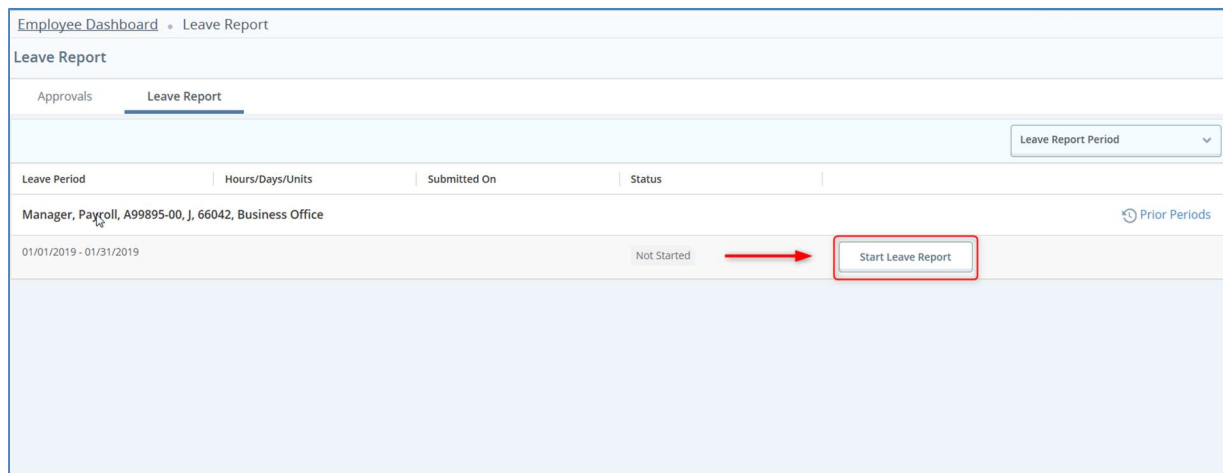 Employee Dashboard • Leave Report
Leave Report
Approvals Leave Report
Leave Report Period
Leave Period Hours/Days/Units Submitted On Status
Manager, Payroll, A99895-00, J, 66042, Business Office Prior Periods
01/01/2019 - 01/31/2019 Not Started Start Leave Report